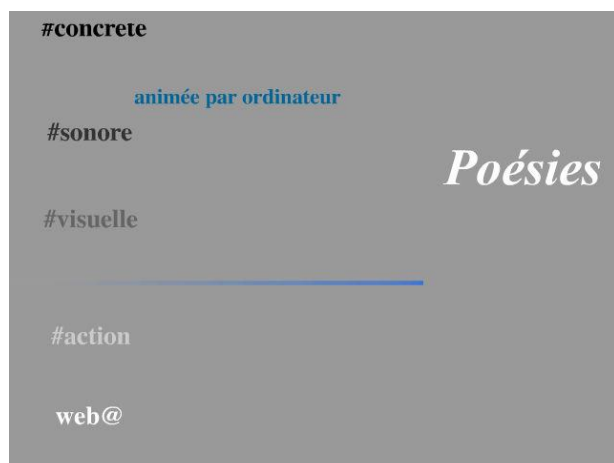 #concrete
animée par ordinateur
#sonore
Poésies
#visuelle
#action
web@